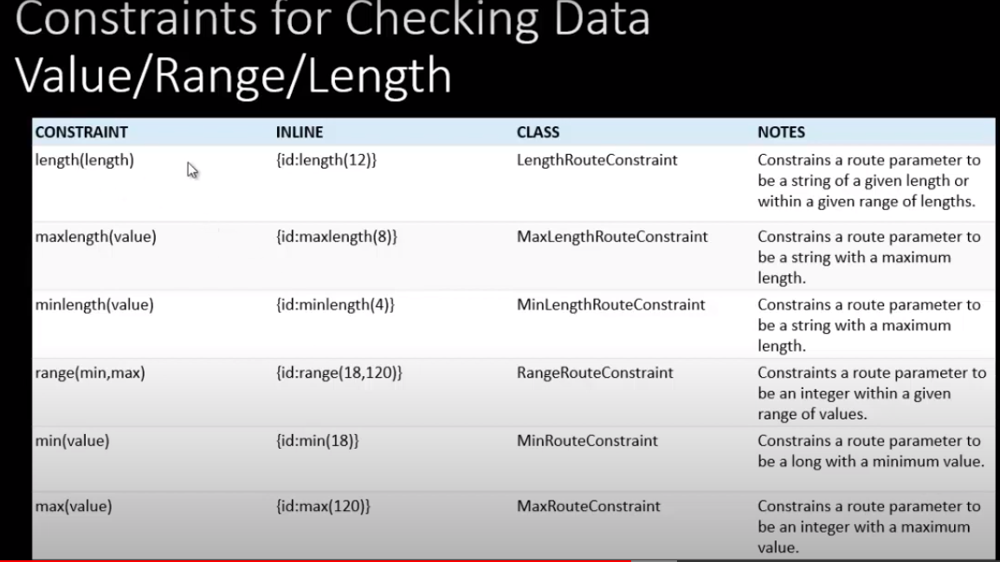 Constraints for Checking Data
Value/Range/Length
CONSTRAINT INLINE CLASS NOTES
length(length) {id:length(12)} LengthRouteConstraint Constrains a route parameter to
be a string of a given length or
within a given range of lengths.
maxlength(value) {id:maxlength(8)} MaxLengthRouteConstraint Constrains a route parameter to
be a string with a maximum
length.
minlength(value) {id:minlength(4)} MinLengthRouteConstraint Constrains a route parameter to
be a string with a maximum
length.
range(min,max) {id:range(18,120)} RangeRouteConstraint Constraints a route parameter to
be an integer within a given
range of values.
min(value) {id:min(18)} MinRouteConstraint Constrains a route parameter to
be a long with a minimum value.
max(value) {id:max(120)} MaxRouteConstraint Constrains a route parameter to
be an integer with a maximum
value.